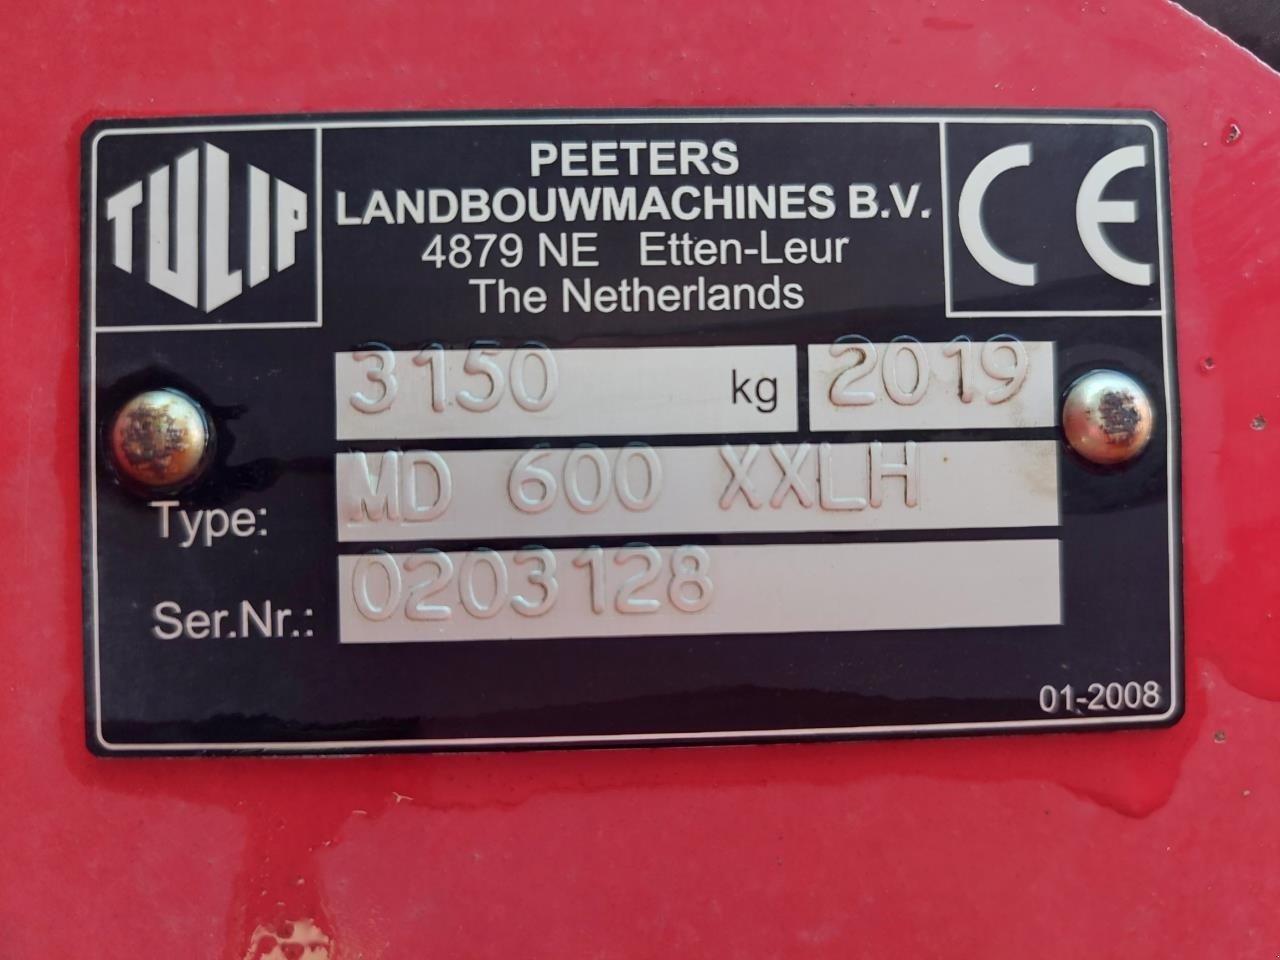 TULIP
PEETERS
LANDBOUWMACHINES B.V.
4879 NE Etten-Leur
The Netherlands
CE
3150 kg 2019
Type: MD 600 XXLH
Ser.Nr.: 0203128
01-2008